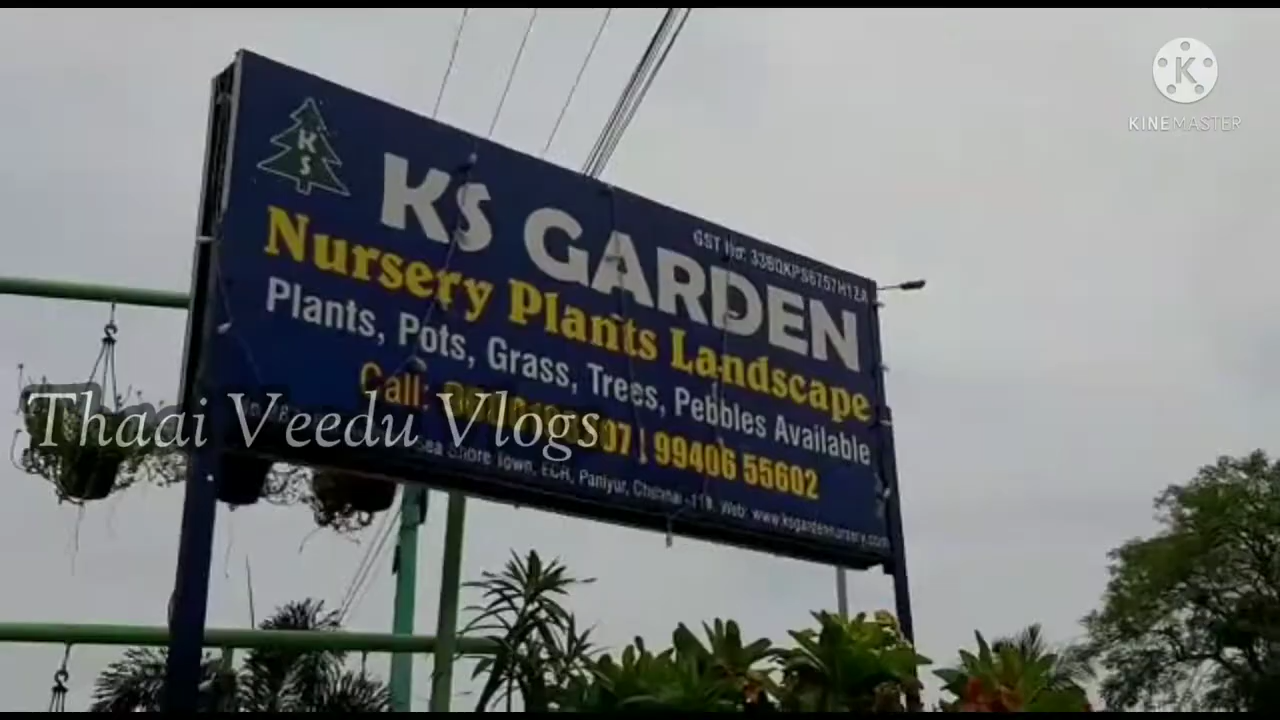 KINEMASTER
KS
KS GARDEN
Nursery Plants Landscape
Plants, Pots, Grass, Trees, Pebbles Available
Call: 07 | 99406 55602
Sea Shore Town, ECR, Paniyur, Chennai -119. Web: www.ksgardennursery.com
Thaai Veedu Vlogs
GST No: